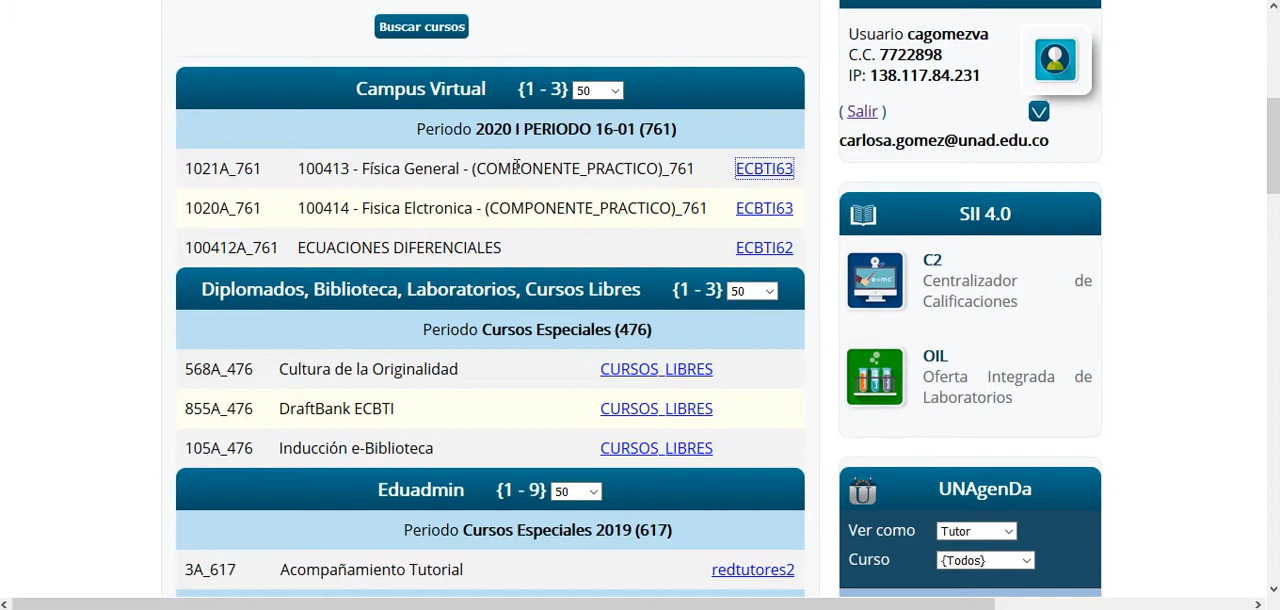 Buscar cursos
Campus Virtual {1 - 3} 50
Periodo 2020 I PERIODO 16-01 (761)
1021A_761 100413 - Física General - (COMPONENTE_PRACTICO)_761 ECBTI63
1020A_761 100414 - Fisica Elctronica - (COMPONENTE_PRACTICO)_761 ECBTI63
100412A_761 ECUACIONES DIFERENCIALES ECBTI62
Diplomados, Biblioteca, Laboratorios, Cursos Libres {1 - 3} 50
Periodo Cursos Especiales (476)
568A_476 Cultura de la Originalidad CURSOS_LIBRES
855A_476 DraftBank ECBTI CURSOS_LIBRES
105A_476 Inducción e-Biblioteca CURSOS_LIBRES
Eduadmin {1 - 9} 50
Periodo Cursos Especiales 2019 (617)
3A_617 Acompañamiento Tutorial redtutores2
Usuario cagomezva
C.C. 7722898
IP: 138.117.84.231
( Salir )
carlosa.gomez@unad.edu.co
SII 4.0
C2
Centralizador de
Calificaciones
OIL
Oferta Integrada de
Laboratorios
UNAgenDa
Ver como Tutor
Curso {Todos}